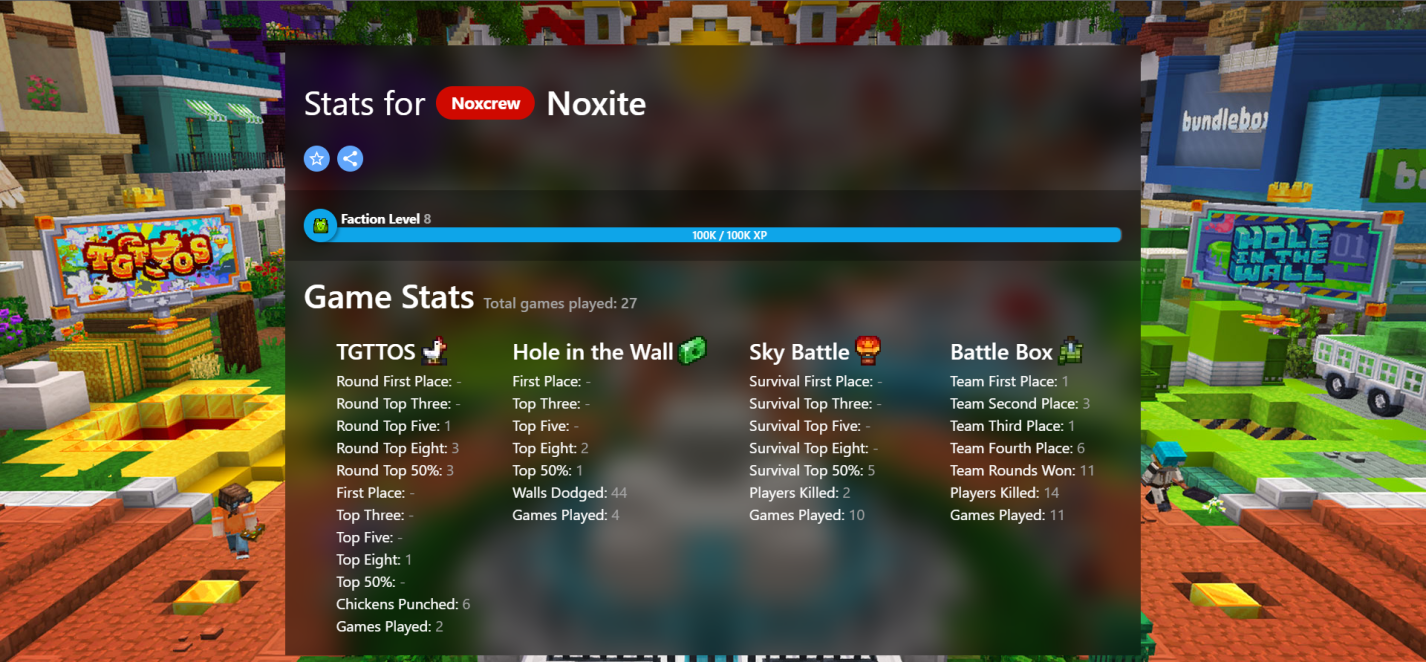 Stats for Noxcrew Noxite
Faction Level 8
100K / 100K XP
Game Stats Total games played: 27
TGTTOS
Round First Place: -
Round Top Three: -
Round Top Five: 1
Round Top Eight: 3
Round Top 50%: 3
First Place: -
Top Three: -
Top Five: -
Top Eight: 1
Top 50%: -
Chickens Punched: 6
Games Played: 2
Hole in the Wall
First Place: -
Top Three: -
Top Five: -
Top Eight: 2
Top 50%: 1
Walls Dodged: 44
Games Played: 4
Sky Battle
Survival First Place: -
Survival Top Three: -
Survival Top Five: -
Survival Top Eight: -
Survival Top 50%: 5
Players Killed: 2
Games Played: 10
Battle Box
Team First Place: 1
Team Second Place: 3
Team Third Place: 1
Team Fourth Place: 6
Team Rounds Won: 11
Players Killed: 14
Games Played: 11
TGTTOS
bundlebox
HOLE
IN THE
WALL
01